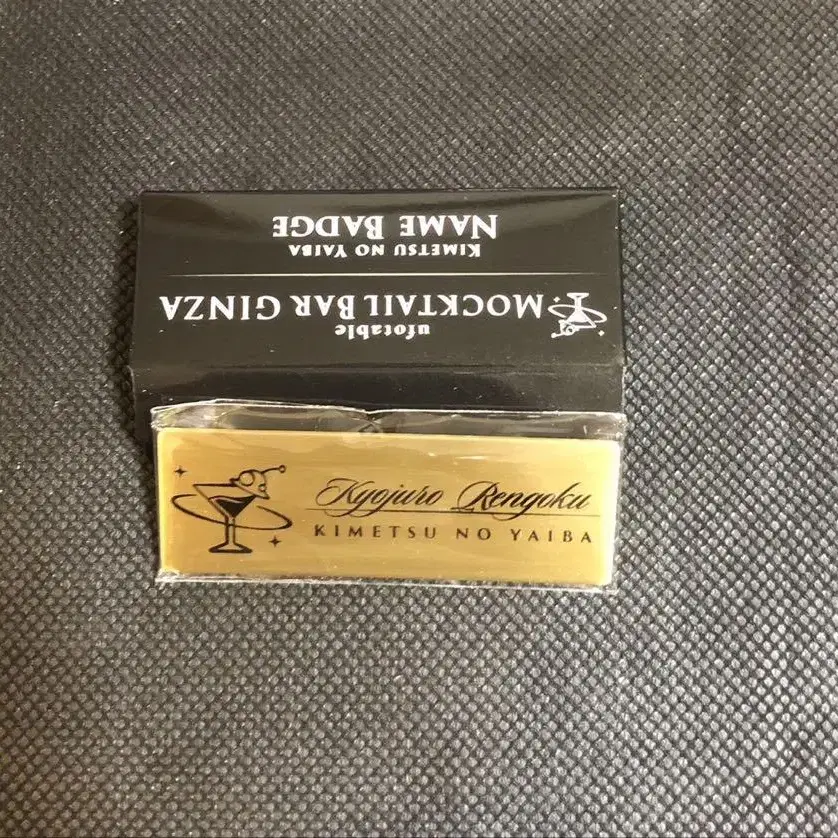 ufotable
MOCKTAIL BAR GINZA
KIMETSU NO YAIBA
NAME BADGE
Kyojuro Rengoku
KIMETSU NO YAIBA